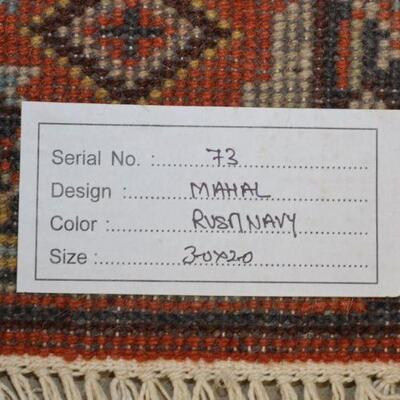 Serial No. : 73
Design : MAHAL
Color : RUST/NAVY
Size : 30x20